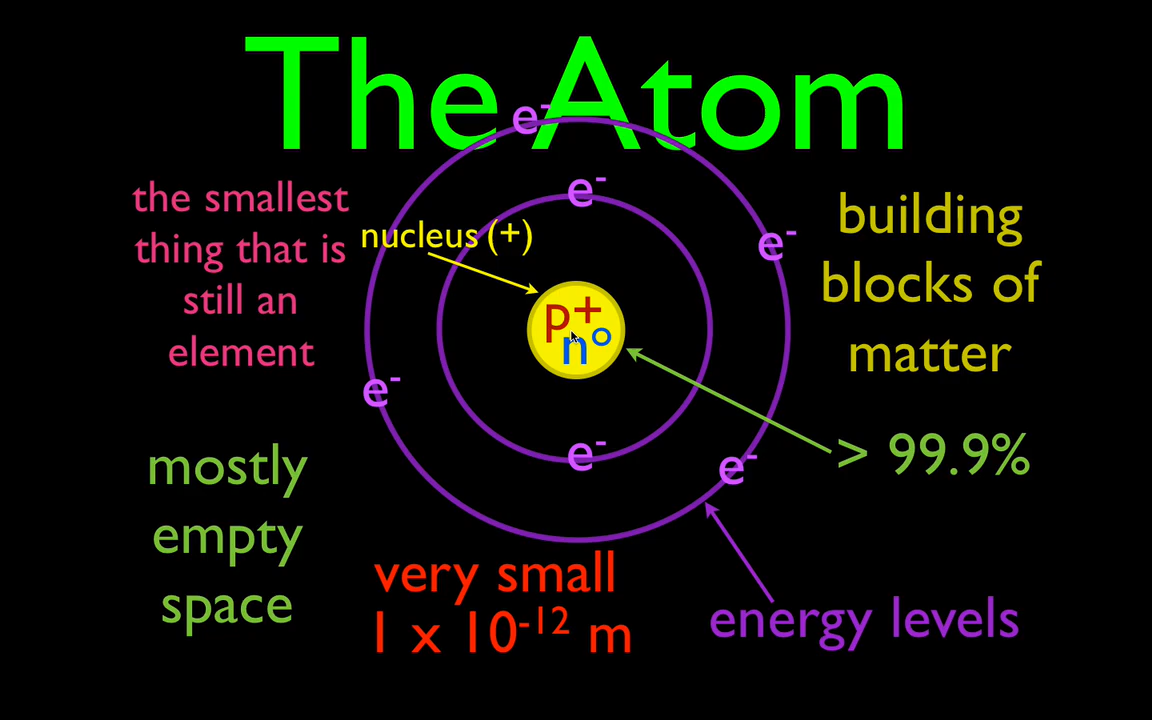 The Atom
e⁻
e⁻
the smallest
thing that is
still an
element
nucleus (+)
e⁻
building
blocks of
matter
p⁺
n°
e⁻
e⁻
e⁻
> 99.9%
mostly
empty
space
very small
1 x 10⁻¹² m
energy levels